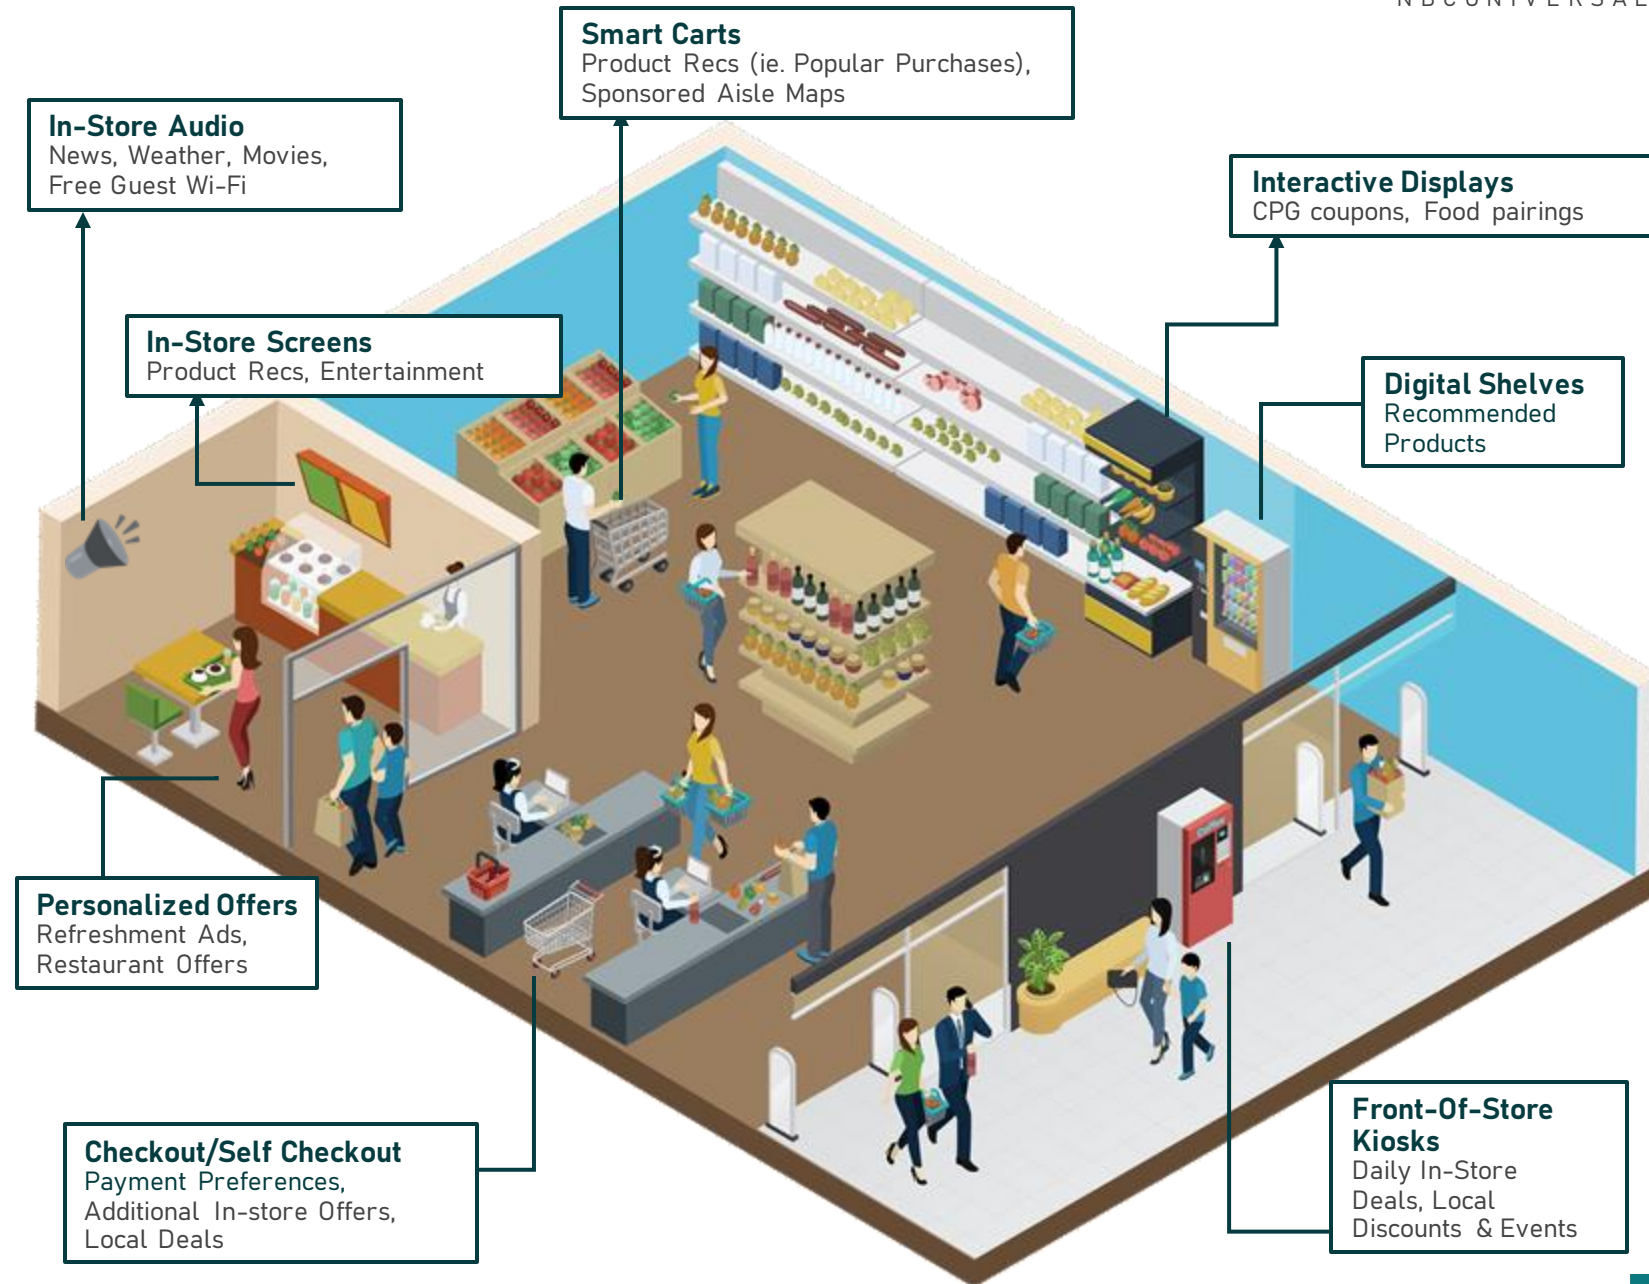 NBCUNIVERSAL
Smart Carts
Product Recs (ie. Popular Purchases),
Sponsored Aisle Maps
In-Store Audio
News, Weather, Movies,
Free Guest Wi-Fi
Interactive Displays
CPG coupons, Food pairings
In-Store Screens
Product Recs, Entertainment
Digital Shelves
Recommended
Products
Personalized Offers
Refreshment Ads,
Restaurant Offers
Checkout/Self Checkout
Payment Preferences,
Additional In-store Offers,
Local Deals
Front-Of-Store
Kiosks
Daily In-Store
Deals, Local
Discounts & Events